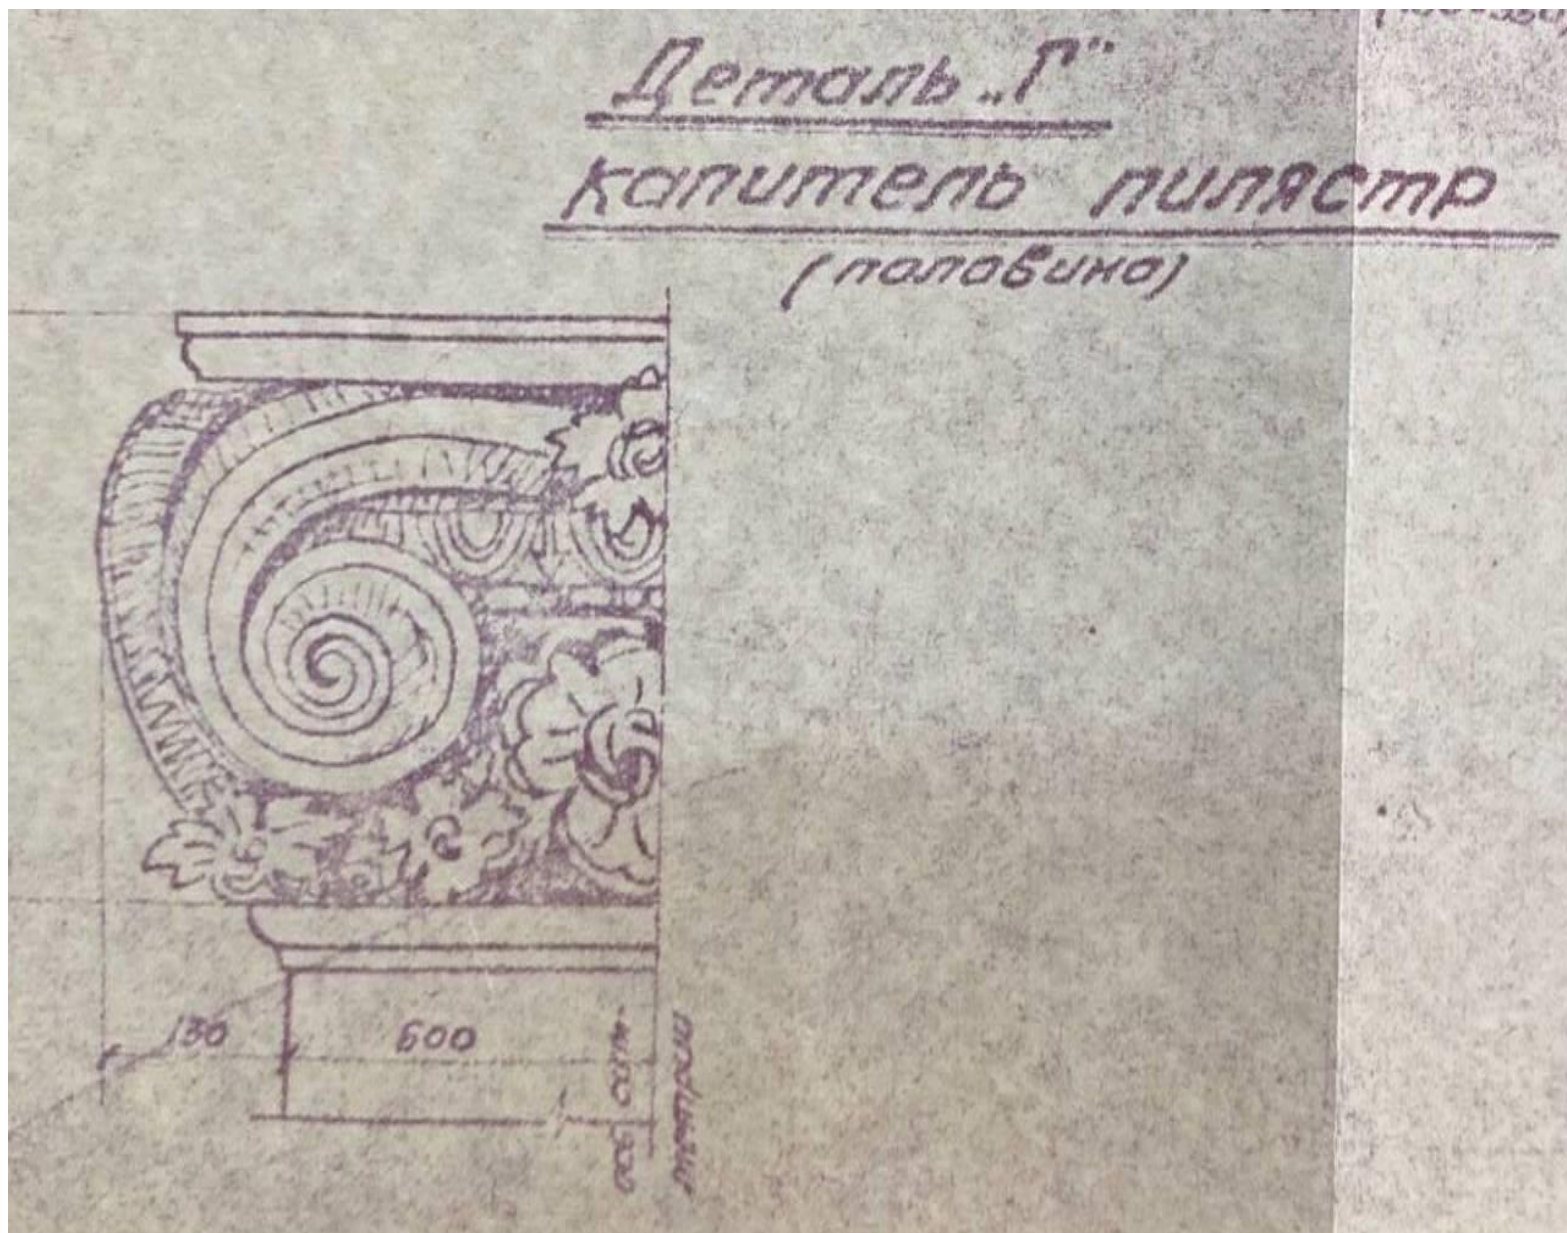 Деталь „Г"
капитель пилястр
(половина)
130
600
ось сим-
метрии